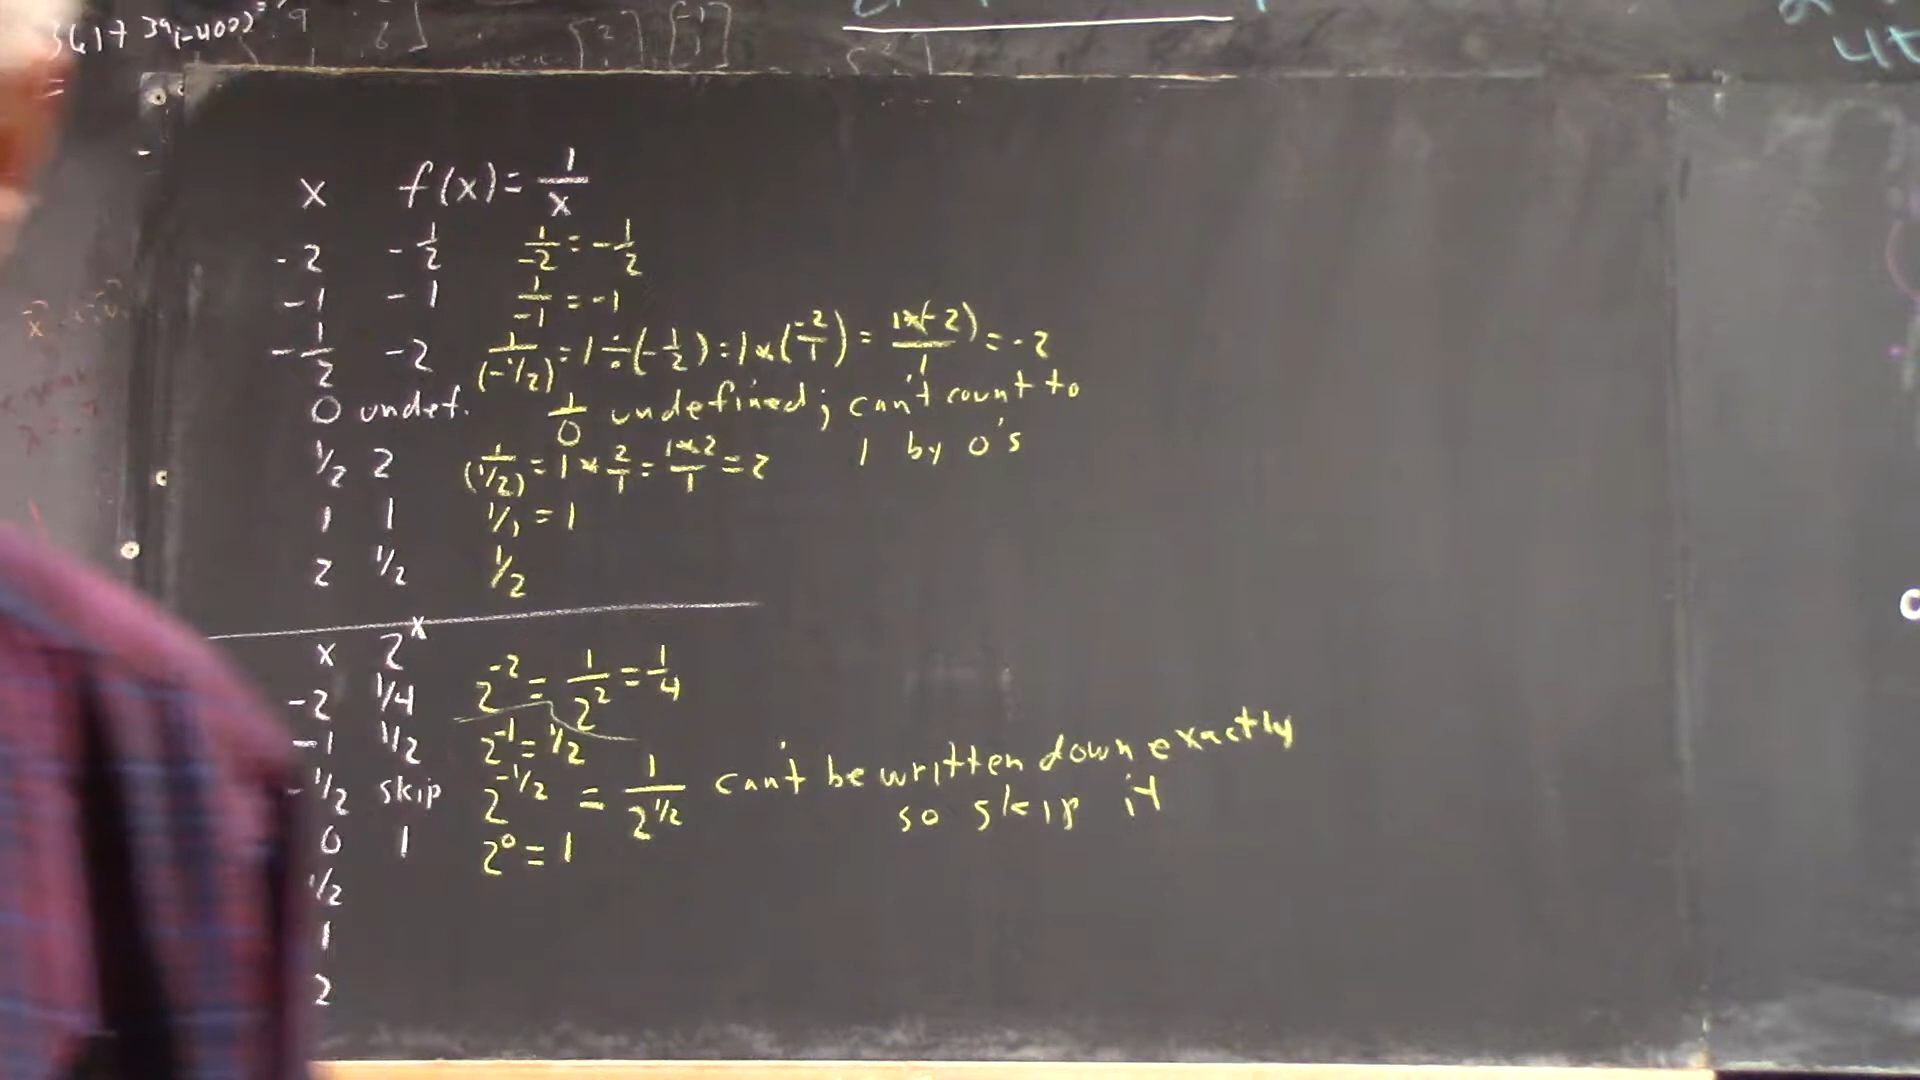 x f(x) = 1/x
-2 -1/2 1/-2 = -1/2
-1 -1 1/-1 = -1
-1/2 -2 1/(-1/2) = 1 ÷ (-1/2) = 1 × (-2/1) = 1×(-2)/1 = -2
0 undef. 1/0 undefined; can't count to
1 by 0's
1/2 2 1/(1/2) = 1 × 2/1 = 1×2/1 = 2
1 1 1/1 = 1
2 1/2 1/2
x 2^x
-2 1/4 2^-2 = 1/2^2 = 1/4
-1 1/2 2^-1 = 1/2
-1/2 skip 2^-1/2 = 1/2^1/2 can't be written down exactly
so skip it
0 1 2^0 = 1
1/2
1
2